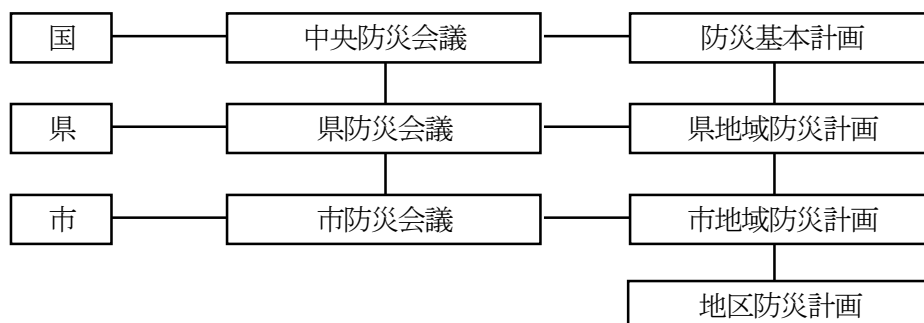 国 中央防災会議 防災基本計画
県 県防災会議 県地域防災計画
市 市防災会議 市地域防災計画
地区防災計画